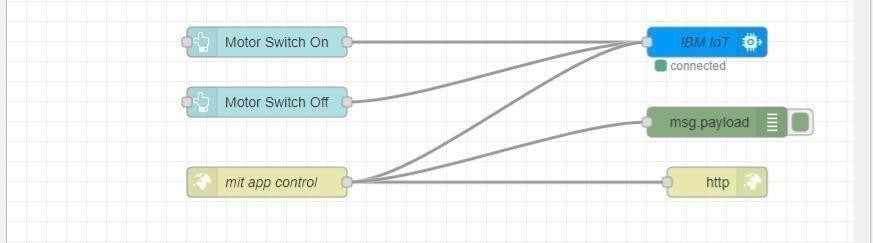 Motor Switch On
IBM IoT
connected
Motor Switch Off
msg.payload
mit app control
http